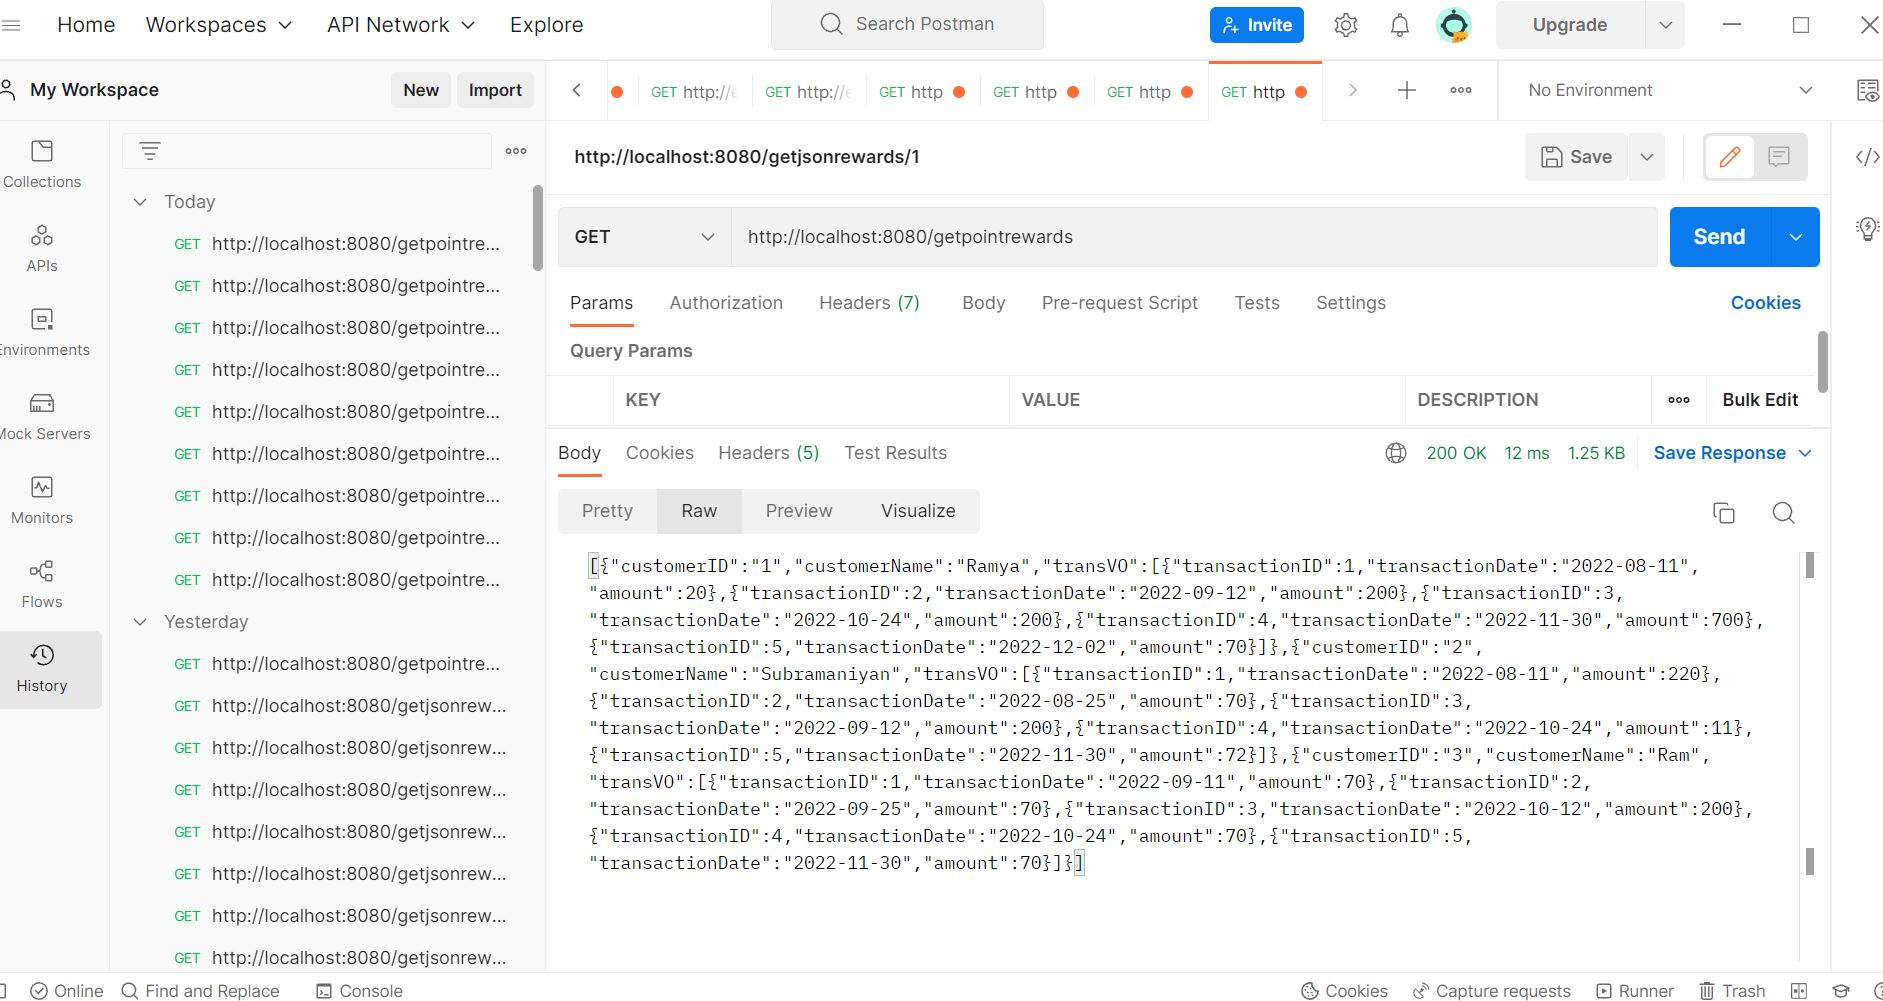 Home Workspaces API Network Explore Search Postman Invite Upgrade
My Workspace New Import
GET http://e GET http://e GET http GET http GET http GET http No Environment
Collections
APIs
Environments
Mock Servers
Monitors
Flows
History
Today
GET http://localhost:8080/getpointre...
GET http://localhost:8080/getpointre...
GET http://localhost:8080/getpointre...
GET http://localhost:8080/getpointre...
GET http://localhost:8080/getpointre...
GET http://localhost:8080/getpointre...
GET http://localhost:8080/getpointre...
GET http://localhost:8080/getpointre...
GET http://localhost:8080/getpointre...
Yesterday
GET http://localhost:8080/getpointre...
GET http://localhost:8080/getjsonrew...
GET http://localhost:8080/getjsonrew...
GET http://localhost:8080/getjsonrew...
GET http://localhost:8080/getjsonrew...
GET http://localhost:8080/getjsonrew...
GET http://localhost:8080/getjsonrew...
GET http://localhost:8080/getjsonrew...
http://localhost:8080/getjsonrewards/1 Save
GET http://localhost:8080/getpointrewards Send
Params Authorization Headers (7) Body Pre-request Script Tests Settings Cookies
Query Params
KEY VALUE DESCRIPTION Bulk Edit
Body Cookies Headers (5) Test Results 200 OK 12 ms 1.25 KB Save Response
Pretty Raw Preview Visualize
[{"customerID":"1","customerName":"Ramya","transVO":[{"transactionID":1,"transactionDate":"2022-08-11",
"amount":20},{"transactionID":2,"transactionDate":"2022-09-12","amount":200},{"transactionID":3,
"transactionDate":"2022-10-24","amount":200},{"transactionID":4,"transactionDate":"2022-11-30","amount":700},
{"transactionID":5,"transactionDate":"2022-12-02","amount":70}]},{"customerID":"2",
"customerName":"Subramaniyan","transVO":[{"transactionID":1,"transactionDate":"2022-08-11","amount":220},
{"transactionID":2,"transactionDate":"2022-08-25","amount":70},{"transactionID":3,
"transactionDate":"2022-09-12","amount":200},{"transactionID":4,"transactionDate":"2022-10-24","amount":11},
{"transactionID":5,"transactionDate":"2022-11-30","amount":72}]},{"customerID":"3","customerName":"Ram",
"transVO":[{"transactionID":1,"transactionDate":"2022-09-11","amount":70},{"transactionID":2,
"transactionDate":"2022-09-25","amount":70},{"transactionID":3,"transactionDate":"2022-10-12","amount":200},
{"transactionID":4,"transactionDate":"2022-10-24","amount":70},{"transactionID":5,
"transactionDate":"2022-11-30","amount":70}]}]
Online Find and Replace Console Cookies Capture requests Runner Trash